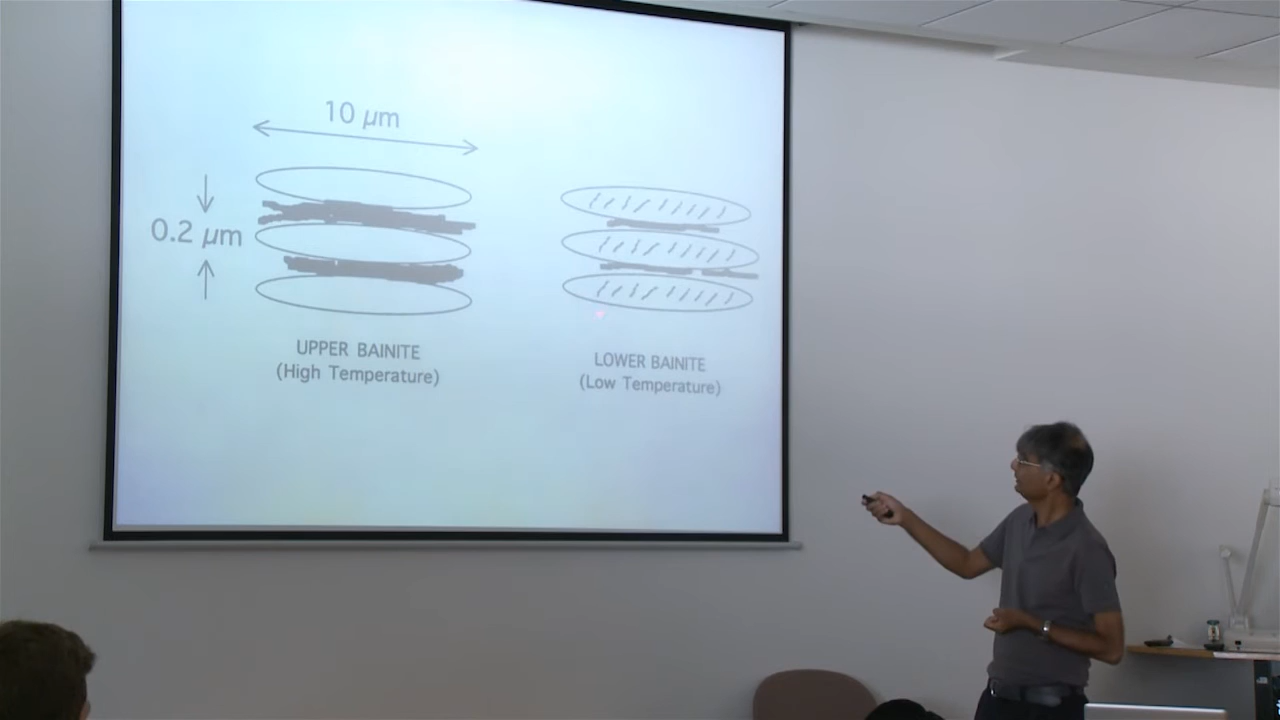 10 µm
0.2 µm
UPPER BAINITE
(High Temperature)
LOWER BAINITE
(Low Temperature)